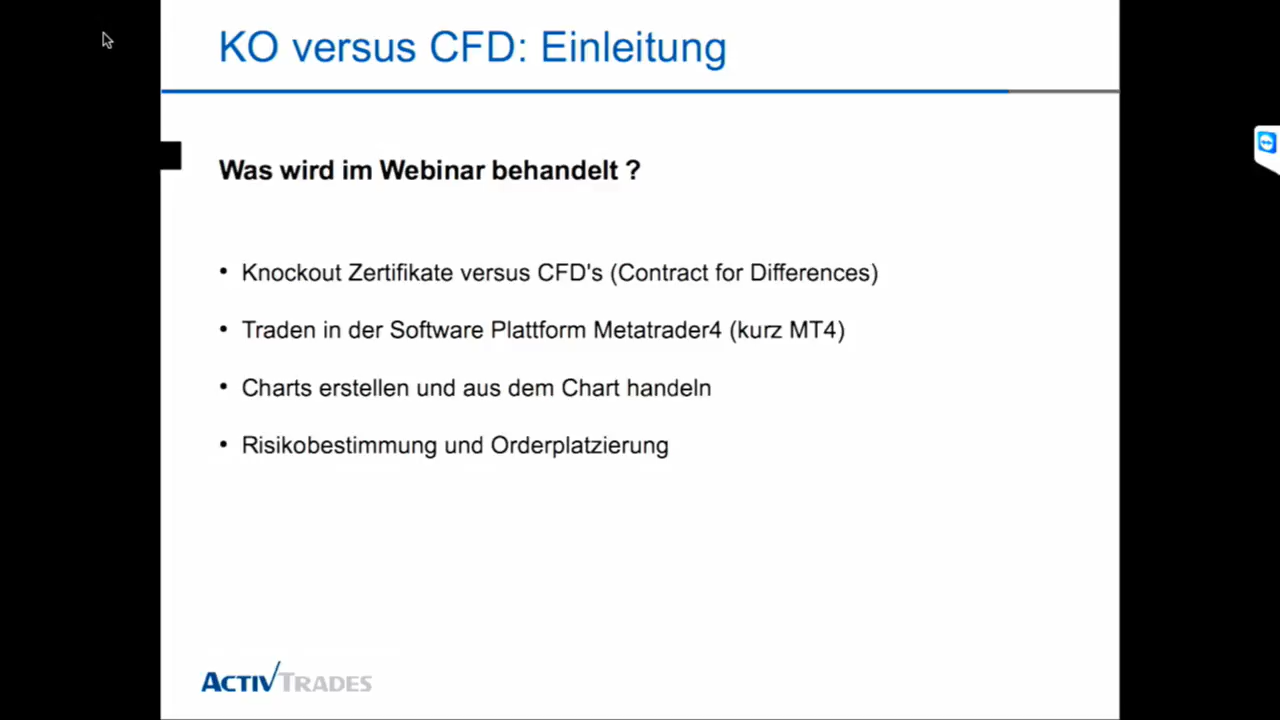 KO versus CFD: Einleitung
Was wird im Webinar behandelt ?
• Knockout Zertifikate versus CFD's (Contract for Differences)
• Traden in der Software Plattform Metatrader4 (kurz MT4)
• Charts erstellen und aus dem Chart handeln
• Risikobestimmung und Orderplatzierung
ACTIVTRADES